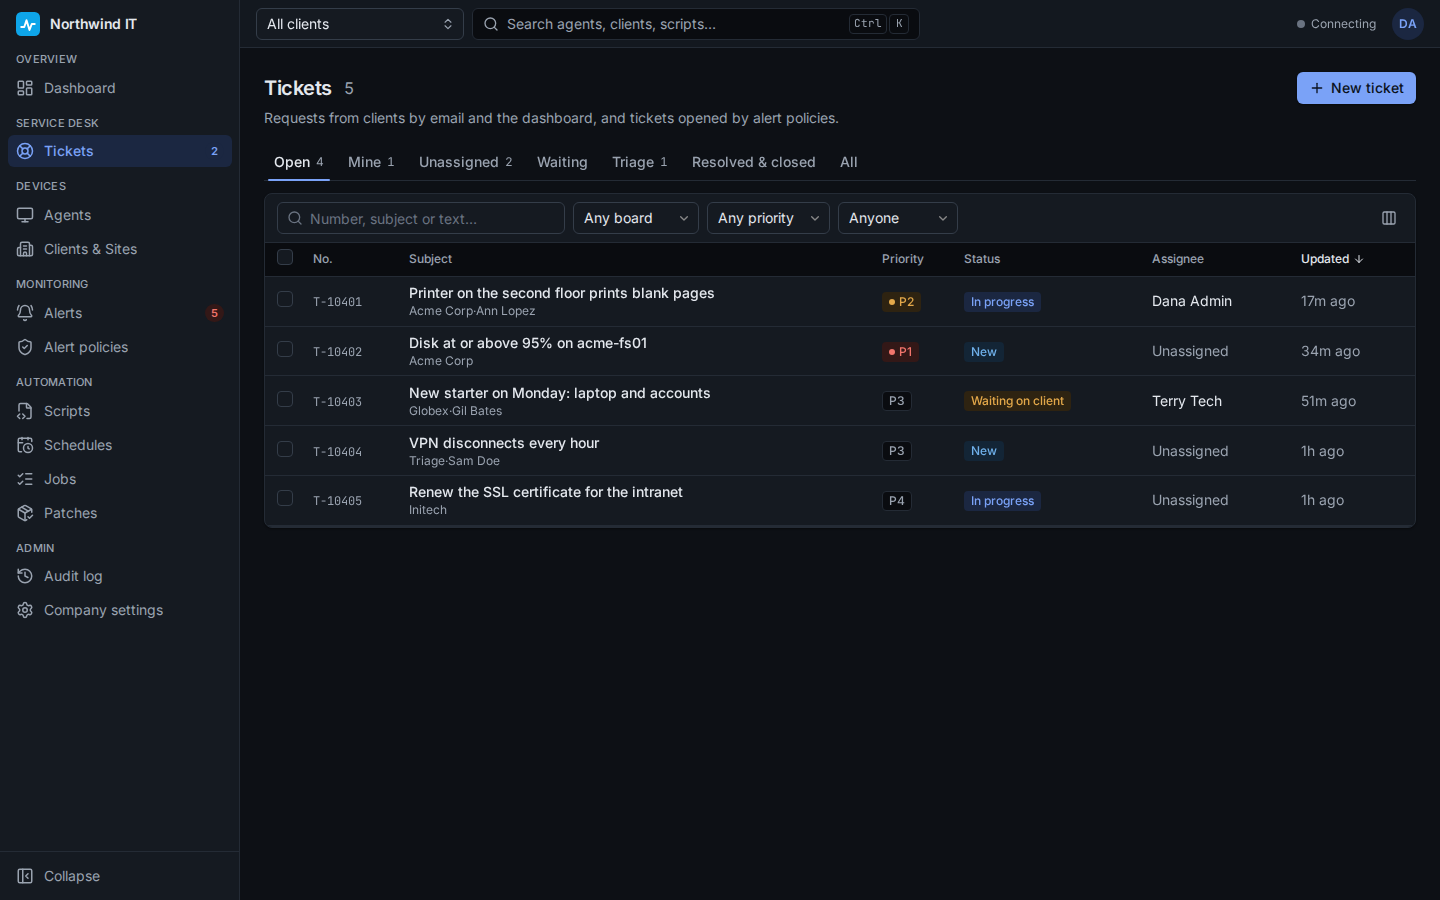 Northwind IT
All clients
Search agents, clients, scripts...
Ctrl K
Connecting
DA
OVERVIEW
Dashboard
SERVICE DESK
Tickets 2
DEVICES
Agents
Clients & Sites
MONITORING
Alerts 5
Alert policies
AUTOMATION
Scripts
Schedules
Jobs
Patches
ADMIN
Audit log
Company settings
Collapse
Tickets 5
New ticket
Requests from clients by email and the dashboard, and tickets opened by alert policies.
Open 4 Mine 1 Unassigned 2 Waiting Triage 1 Resolved & closed All
Number, subject or text... Any board Any priority Anyone
No. Subject Priority Status Assignee Updated
T-10401 Printer on the second floor prints blank pages P2 In progress Dana Admin 17m ago
Acme Corp·Ann Lopez
T-10402 Disk at or above 95% on acme-fs01 P1 New Unassigned 34m ago
Acme Corp
T-10403 New starter on Monday: laptop and accounts P3 Waiting on client Terry Tech 51m ago
Globex·Gil Bates
T-10404 VPN disconnects every hour P3 New Unassigned 1h ago
Triage·Sam Doe
T-10405 Renew the SSL certificate for the intranet P4 In progress Unassigned 1h ago
Initech